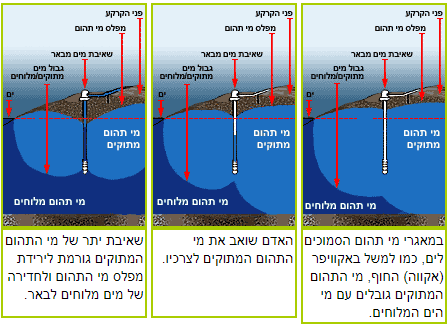 פני הקרקע
מפלס מי תהום
שאיבת מים מבאר
גבול מים
מתוקים/מלוחים
ים
מי תהום
מתוקים
מי תהום מלוחים
במאגרי מי תהום הסמוכים
לים, כמו למשל באקוויפר
(אקווה) החוף, מי התהום
המתוקים גובלים עם מי
הים המלוחים.
פני הקרקע
מפלס מי תהום
שאיבת מים מבאר
גבול מים
מתוקים/מלוחים
ים
מי תהום
מתוקים
מי תהום מלוחים
האדם שואב את מי
התהום המתוקים לצרכיו.
פני הקרקע
מפלס מי תהום
שאיבת מים מבאר
גבול מים
מתוקים/מלוחים
ים
מי תהום
מתוקים
מי תהום מלוחים
שאיבת יתר של מי התהום
המתוקים גורמת לירידת
מפלס מי התהום ולחדירה
של מים מלוחים לבאר.